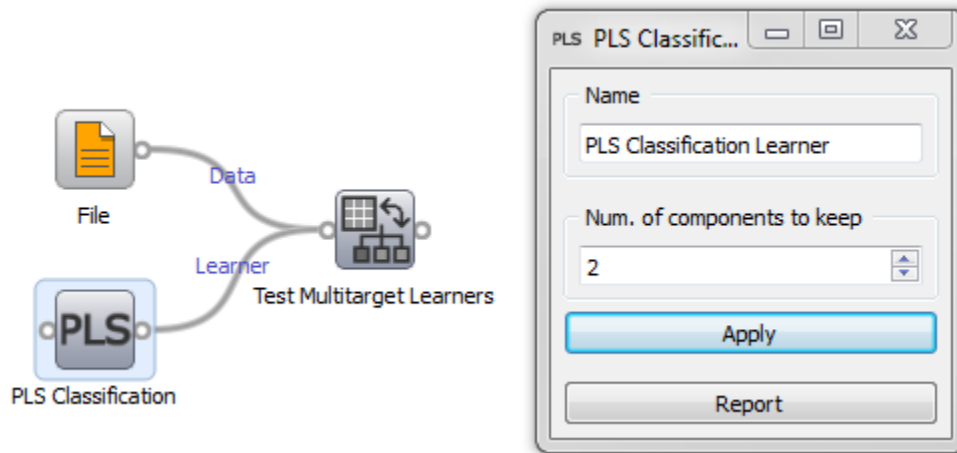 Data
File
Learner
Test Multitarget Learners
PLS
PLS Classification
PLS PLS Classific...
Name
PLS Classification Learner
Num. of components to keep
2
Apply
Report